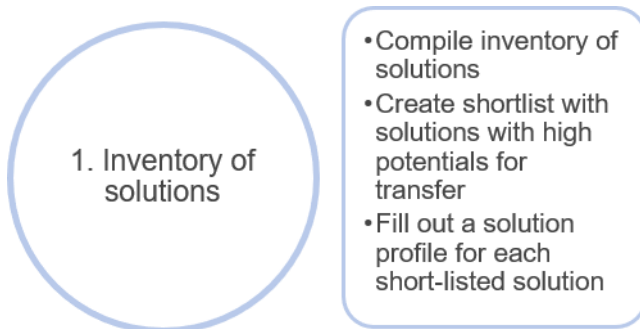 1. Inventory of
solutions
•Compile inventory of
solutions
•Create shortlist with
solutions with high
potentials for
transfer
•Fill out a solution
profile for each
short-listed solution